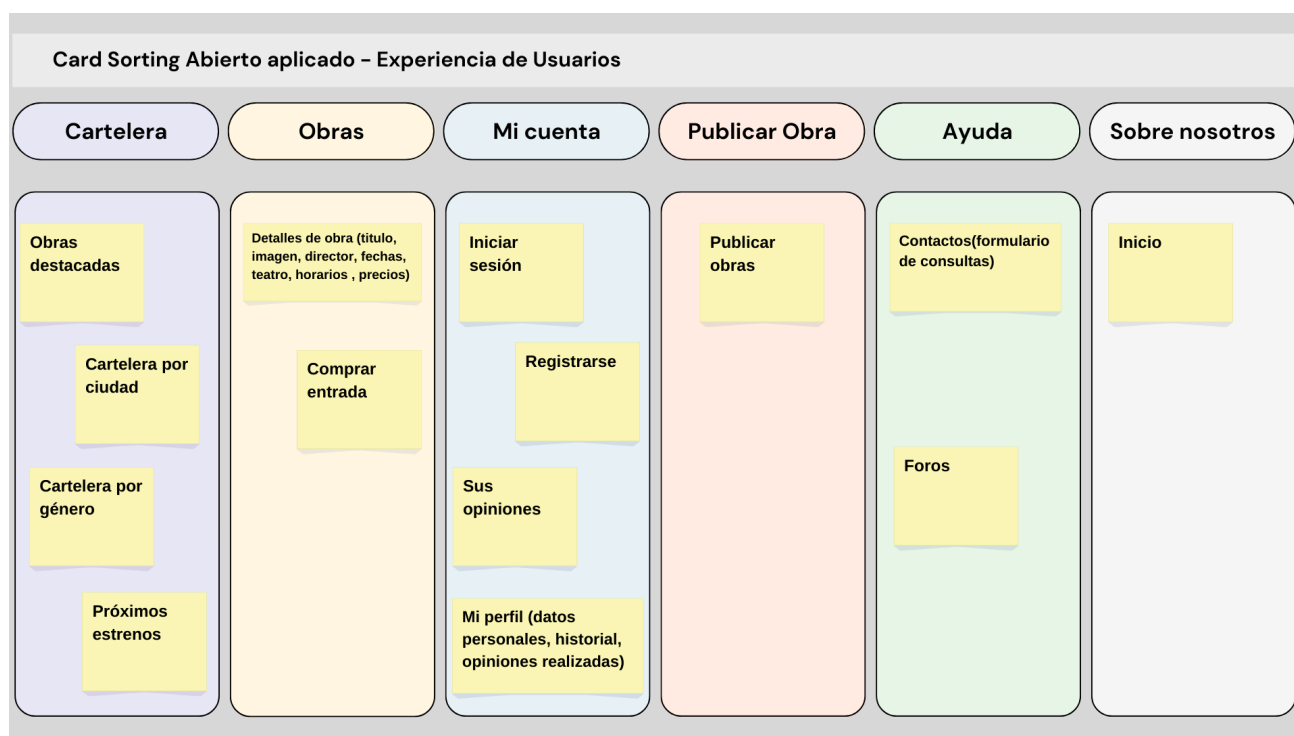 Card Sorting Abierto aplicado – Experiencia de Usuarios
Cartelera
Obras
Mi cuenta
Publicar Obra
Ayuda
Sobre nosotros
Obras
destacadas
Cartelera por
ciudad
Cartelera por
género
Próximos
estrenos
Detalles de obra (titulo,
imagen, director, fechas,
teatro, horarios , precios)
Comprar
entrada
Iniciar
sesión
Registrarse
Sus
opiniones
Mi perfil (datos
personales, historial,
opiniones realizadas)
Publicar
obras
Contactos(formulario
de consultas)
Foros
Inicio